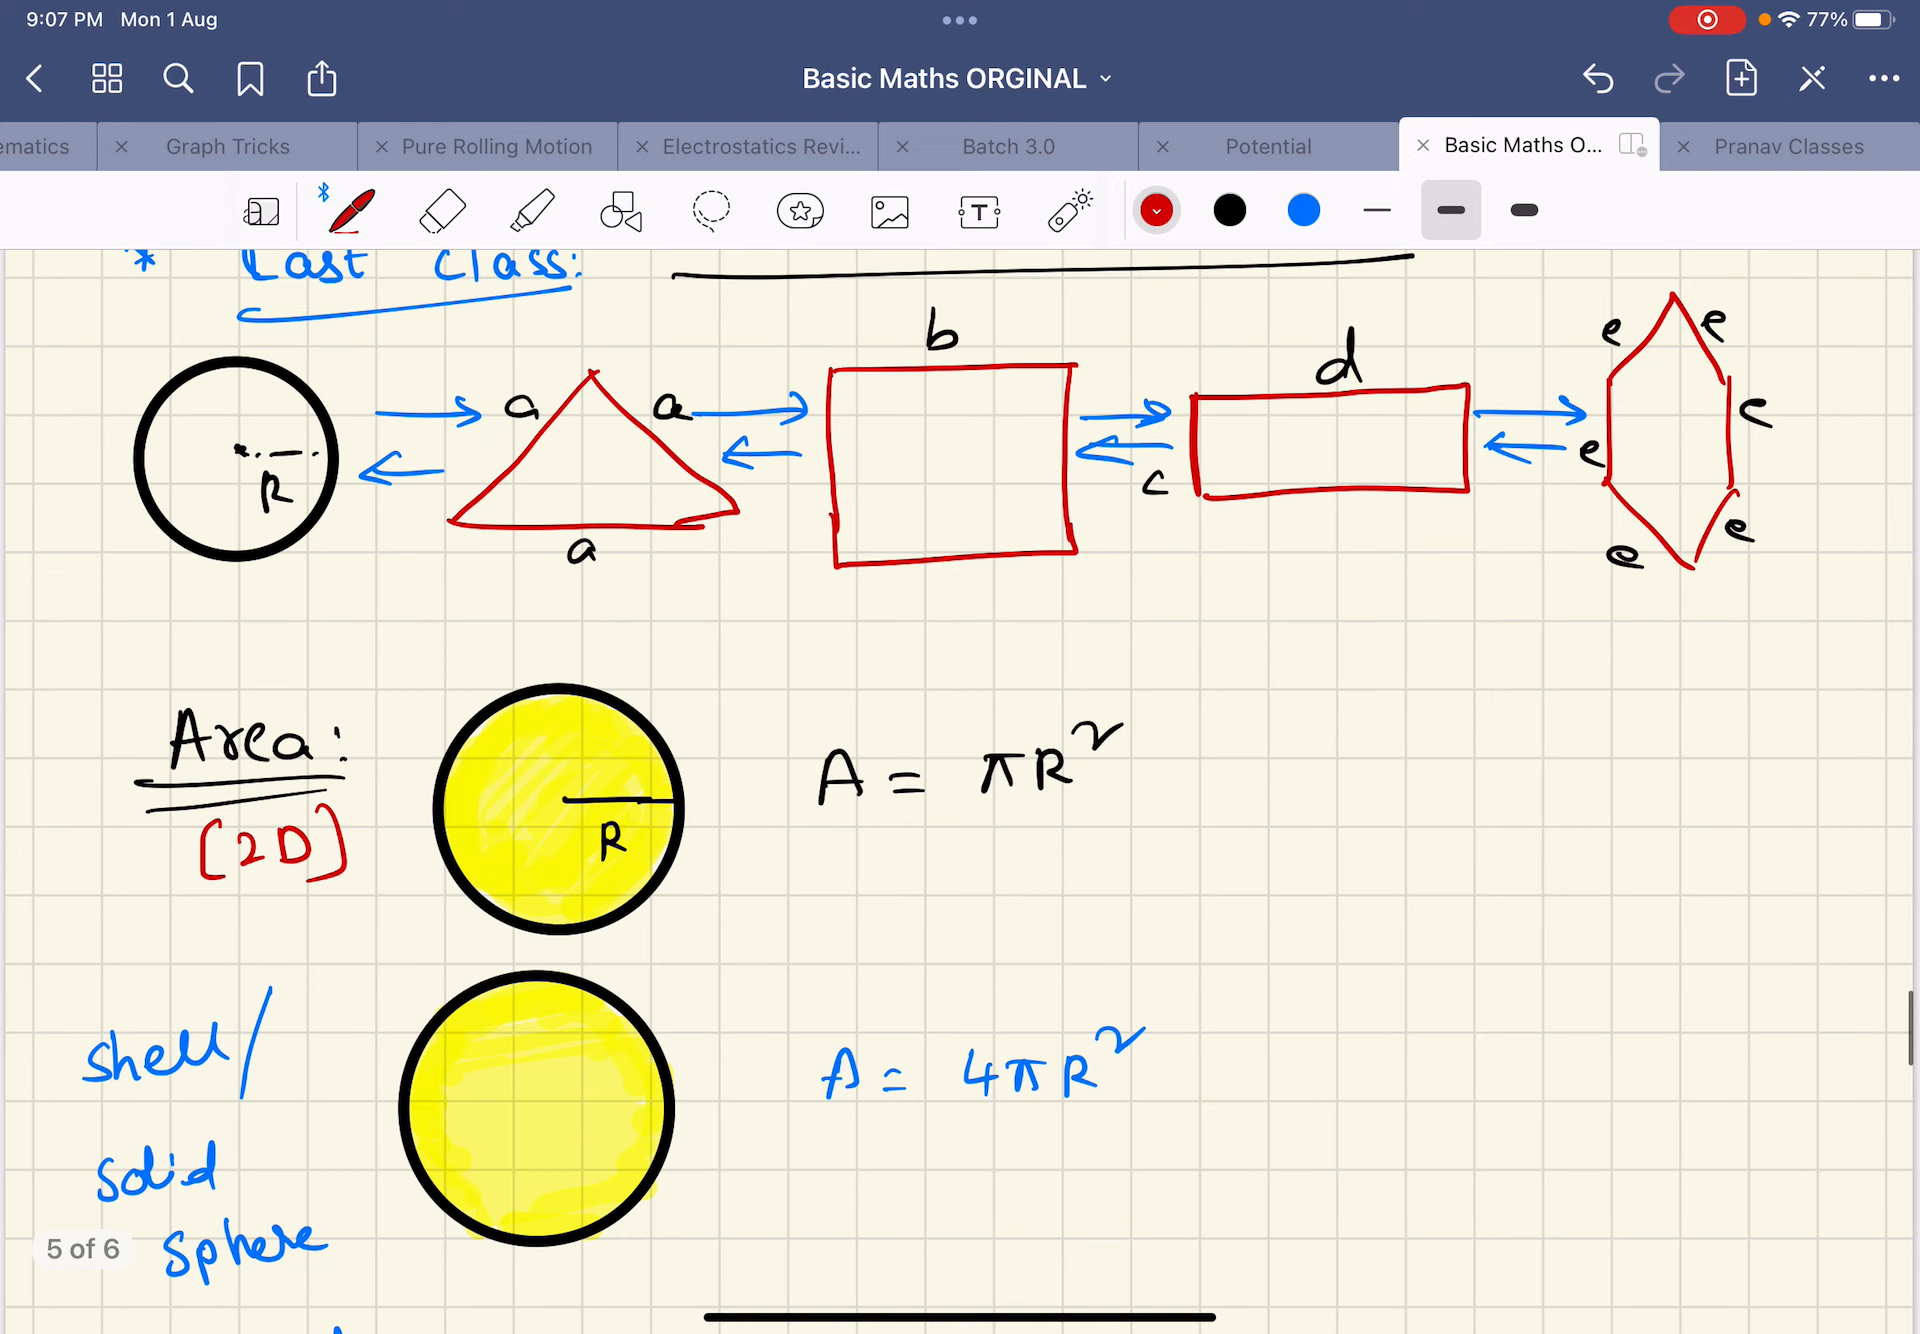 9:07 PM Mon 1 Aug 77%
Basic Maths ORGINAL
ematics Graph Tricks Pure Rolling Motion Electrostatics Revi... Batch 3.0 Potential Basic Maths O... Pranav Classes
* Last Class:
R
a a
a
b
c d
e e
e c
e e
Area:
[2D]
R
A = πR²
Shell/
Solid
Sphere
A = 4πR²
5 of 6